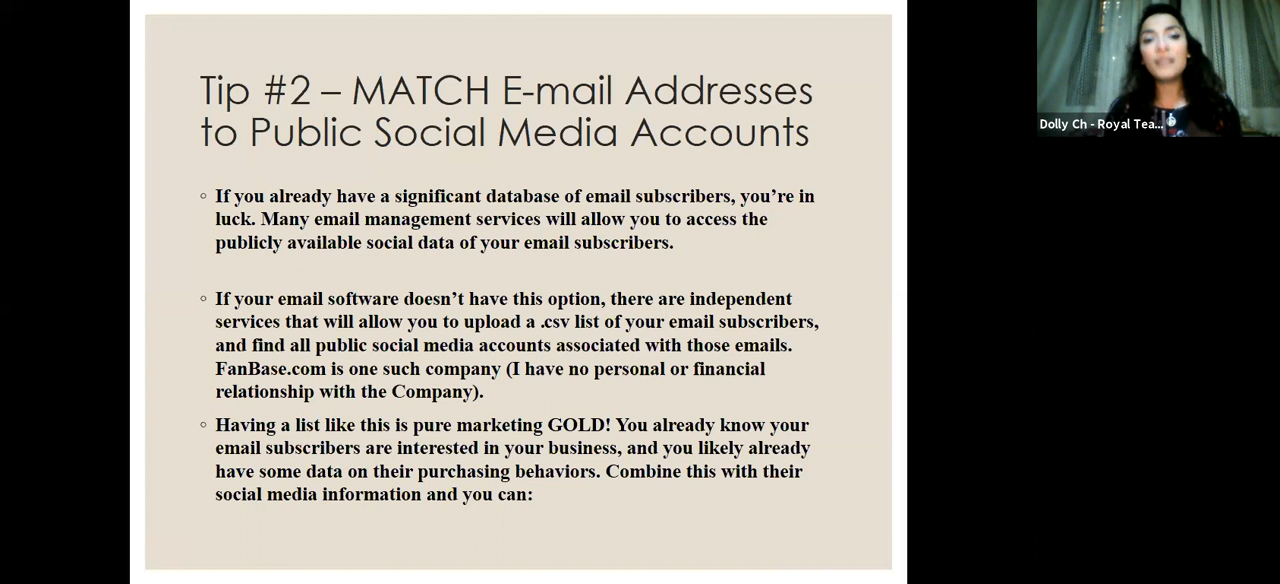 Tip #2 – MATCH E-mail Addresses
to Public Social Media Accounts
◦ If you already have a significant database of email subscribers, you’re in
luck. Many email management services will allow you to access the
publicly available social data of your email subscribers.
◦ If your email software doesn’t have this option, there are independent
services that will allow you to upload a .csv list of your email subscribers,
and find all public social media accounts associated with those emails.
FanBase.com is one such company (I have no personal or financial
relationship with the Company).
◦ Having a list like this is pure marketing GOLD! You already know your
email subscribers are interested in your business, and you likely already
have some data on their purchasing behaviors. Combine this with their
social media information and you can:
Dolly Ch - Royal Tea...